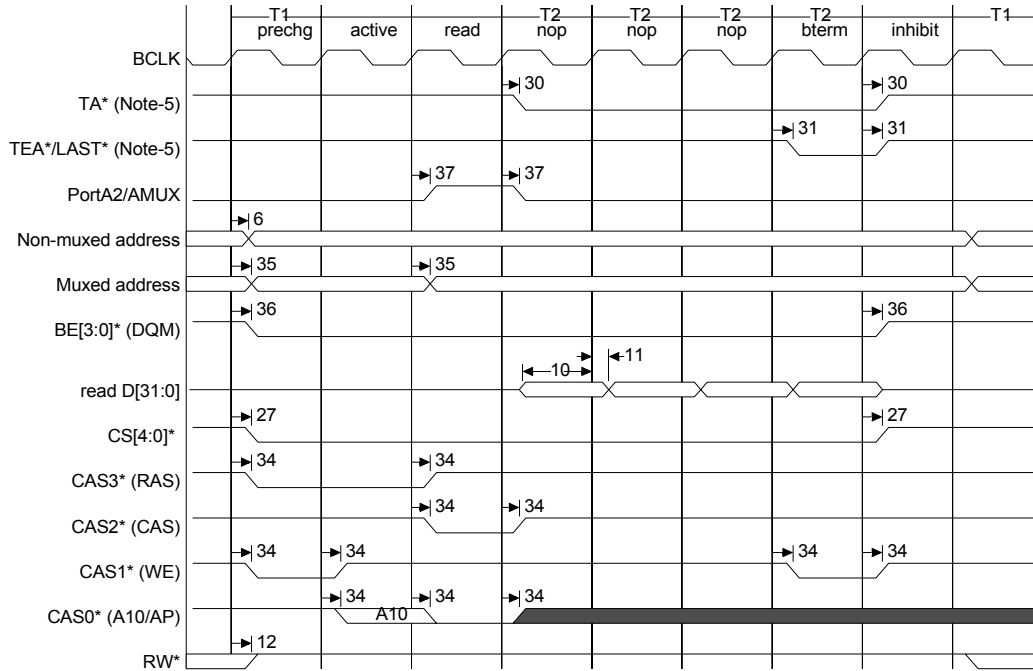 T1 T2 T2 T2 T2 T1
prechg active read nop nop nop bterm inhibit
BCLK
30 30
TA* (Note-5)
31 31
TEA*/LAST* (Note-5)
37 37
PortA2/AMUX
6
Non-muxed address
35 35
Muxed address
36 36
BE[3:0]* (DQM)
10 11
read D[31:0]
27 27
CS[4:0]*
34 34
CAS3* (RAS)
34 34
CAS2* (CAS)
34 34 34 34
CAS1* (WE)
34 34 34
CAS0* (A10/AP) A10
12
RW*